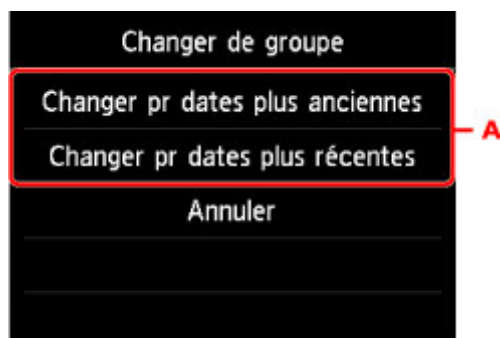 Changer de groupe
Changer pr dates plus anciennes
Changer pr dates plus récentes
A
Annuler